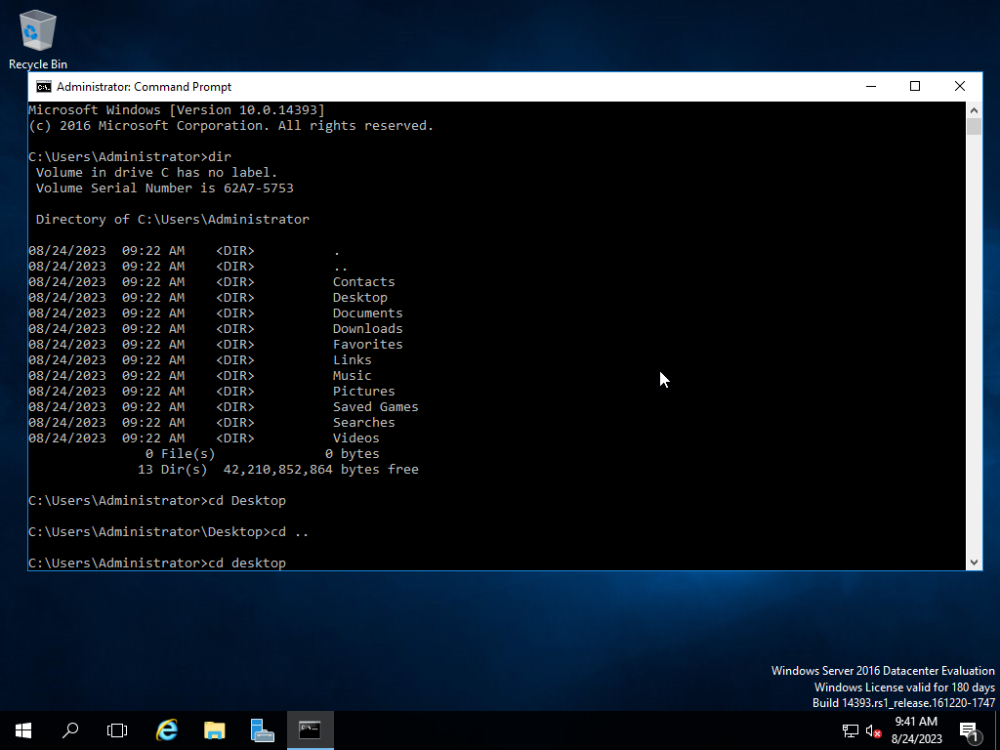 Recycle Bin
Administrator: Command Prompt
Microsoft Windows [Version 10.0.14393]
(c) 2016 Microsoft Corporation. All rights reserved.
C:\Users\Administrator>dir
Volume in drive C has no label.
Volume Serial Number is 62A7-5753
Directory of C:\Users\Administrator
08/24/2023  09:22 AM    <DIR>          .
08/24/2023  09:22 AM    <DIR>          ..
08/24/2023  09:22 AM    <DIR>          Contacts
08/24/2023  09:22 AM    <DIR>          Desktop
08/24/2023  09:22 AM    <DIR>          Documents
08/24/2023  09:22 AM    <DIR>          Downloads
08/24/2023  09:22 AM    <DIR>          Favorites
08/24/2023  09:22 AM    <DIR>          Links
08/24/2023  09:22 AM    <DIR>          Music
08/24/2023  09:22 AM    <DIR>          Pictures
08/24/2023  09:22 AM    <DIR>          Saved Games
08/24/2023  09:22 AM    <DIR>          Searches
08/24/2023  09:22 AM    <DIR>          Videos
0 File(s)              0 bytes
13 Dir(s)  42,210,852,864 bytes free
C:\Users\Administrator>cd Desktop
C:\Users\Administrator\Desktop>cd ..
C:\Users\Administrator>cd desktop
Windows Server 2016 Datacenter Evaluation
Windows License valid for 180 days
Build 14393.rs1_release.161220-1747
9:41 AM
8/24/2023
1